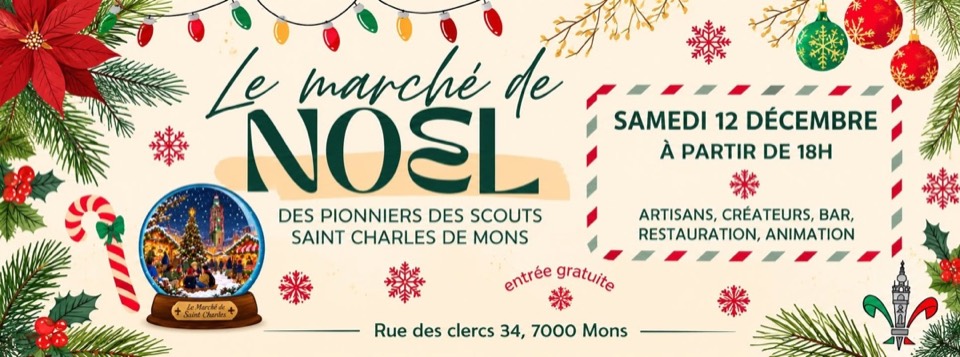 Le marché de
NOEL
DES PIONNIERS DES SCOUTS
SAINT CHARLES DE MONS
SAMEDI 12 DÉCEMBRE
À PARTIR DE 18H
ARTISANS, CRÉATEURS, BAR,
RESTAURATION, ANIMATION
entrée gratuite
Le Marché de
Saint Charles
Rue des clercs 34, 7000 Mons